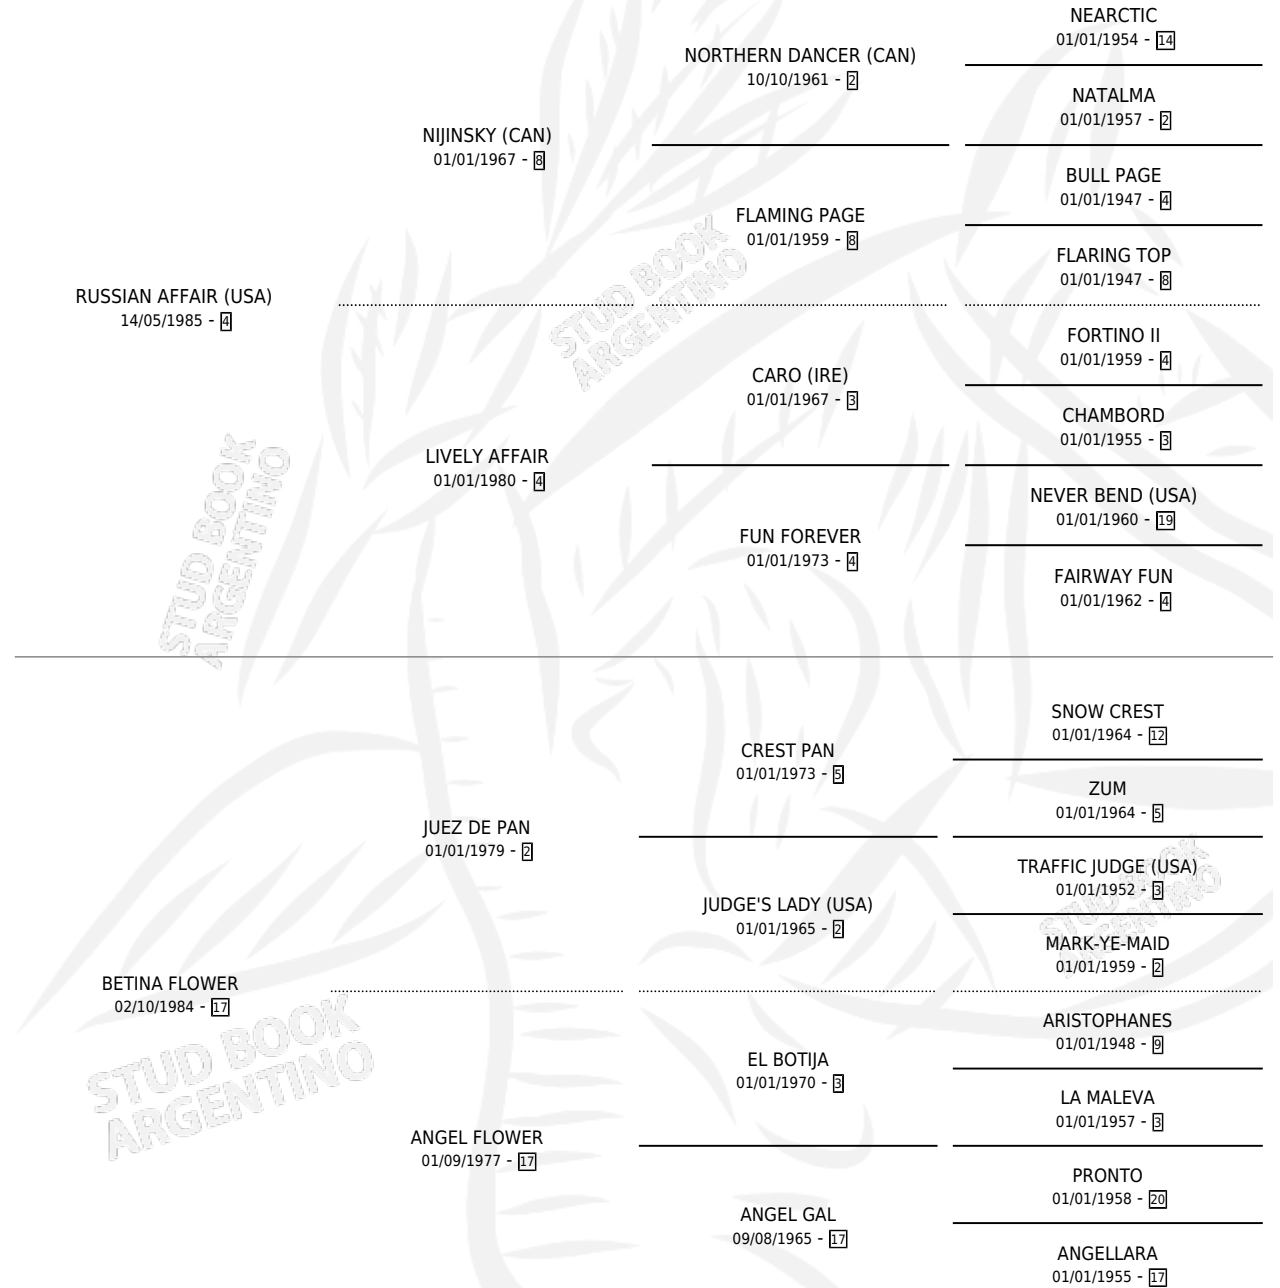 NEARCTIC
01/01/1954 - 14
NORTHERN DANCER (CAN)
10/10/1961 - 2
NATALMA
01/01/1957 - 2
NIJINSKY (CAN)
01/01/1967 - 8
BULL PAGE
01/01/1947 - 4
FLAMING PAGE
01/01/1959 - 8
FLARING TOP
01/01/1947 - 8
RUSSIAN AFFAIR (USA)
14/05/1985 - 4
FORTINO II
01/01/1959 - 4
CARO (IRE)
01/01/1967 - 3
CHAMBORD
01/01/1955 - 3
LIVELY AFFAIR
01/01/1980 - 4
NEVER BEND (USA)
01/01/1960 - 19
FUN FOREVER
01/01/1973 - 4
FAIRWAY FUN
01/01/1962 - 4
SNOW CREST
01/01/1964 - 12
CREST PAN
01/01/1973 - 5
ZUM
01/01/1964 - 5
JUEZ DE PAN
01/01/1979 - 2
TRAFFIC JUDGE (USA)
01/01/1952 - 3
JUDGE'S LADY (USA)
01/01/1965 - 2
MARK-YE-MAID
01/01/1959 - 2
BETINA FLOWER
02/10/1984 - 17
ARISTOPHANES
01/01/1948 - 9
EL BOTIJA
01/01/1970 - 3
LA MALEVA
01/01/1957 - 3
ANGEL FLOWER
01/09/1977 - 17
PRONTO
01/01/1958 - 20
ANGEL GAL
09/08/1965 - 17
ANGELLARA
01/01/1955 - 17
STUD BOOK
ARGENTINO
STUD BOOK
ARGENTINO
STUD BOOK
ARGENTINO
STUD BOOK
ARGENTINO